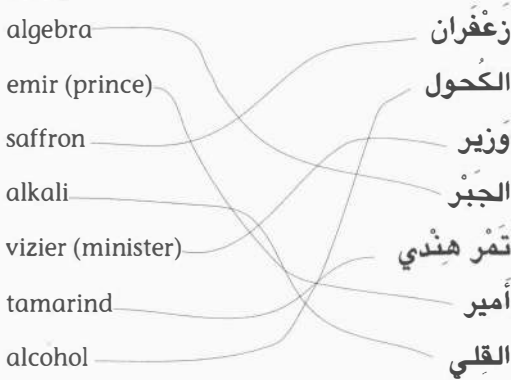 algebra زَعْفَران
emir (prince) الكُحول
saffron وَزير
alkali الجَبْر
vizier (minister) تَمْر هِنْدي
tamarind أَمير
alcohol القِلي